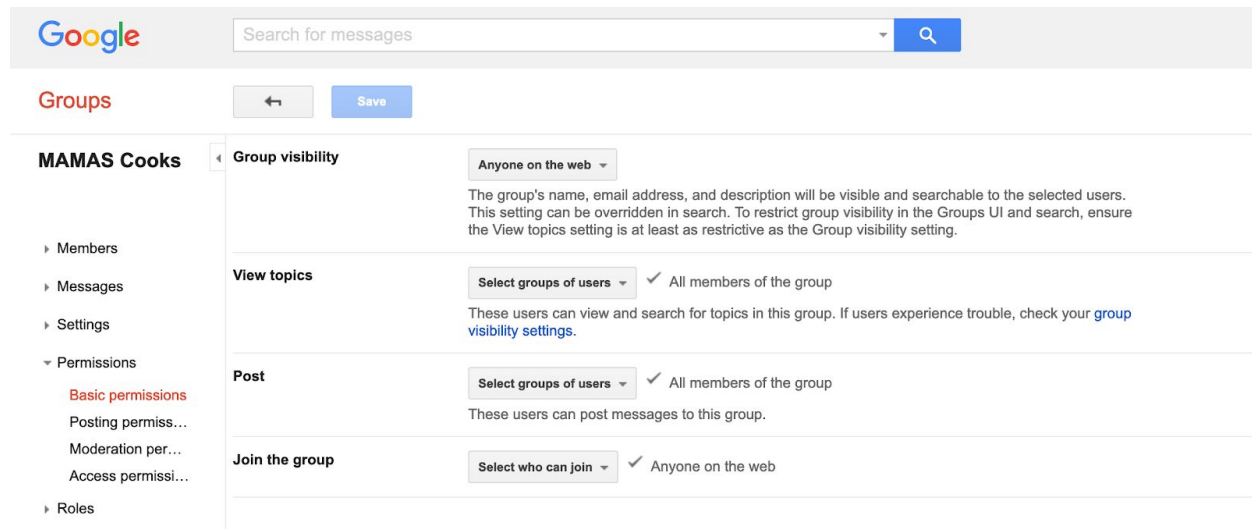 Google
Search for messages
Groups
Save
MAMAS Cooks
Members
Messages
Settings
Permissions
Basic permissions
Posting permiss...
Moderation per...
Access permissi...
Roles
Group visibility
Anyone on the web
The group's name, email address, and description will be visible and searchable to the selected users.
This setting can be overridden in search. To restrict group visibility in the Groups UI and search, ensure
the View topics setting is at least as restrictive as the Group visibility setting.
View topics
Select groups of users
All members of the group
These users can view and search for topics in this group. If users experience trouble, check your group
visibility settings.
Post
Select groups of users
All members of the group
These users can post messages to this group.
Join the group
Select who can join
Anyone on the web